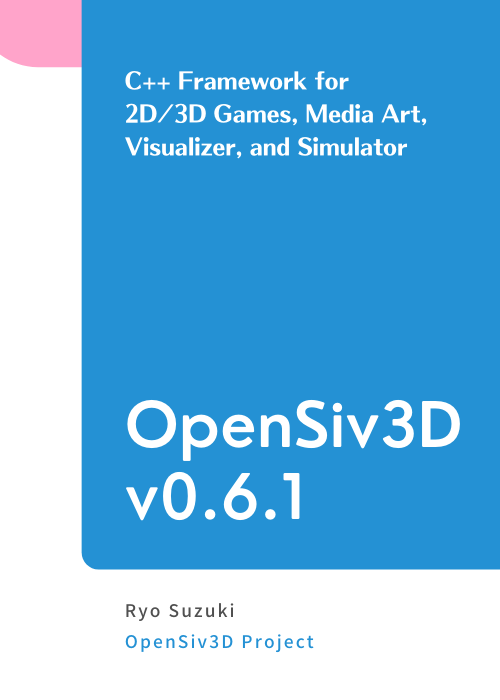 C++ Framework for
2D/3D Games, Media Art,
Visualizer, and Simulator
OpenSiv3D
v0.6.1
Ryo Suzuki
OpenSiv3D Project